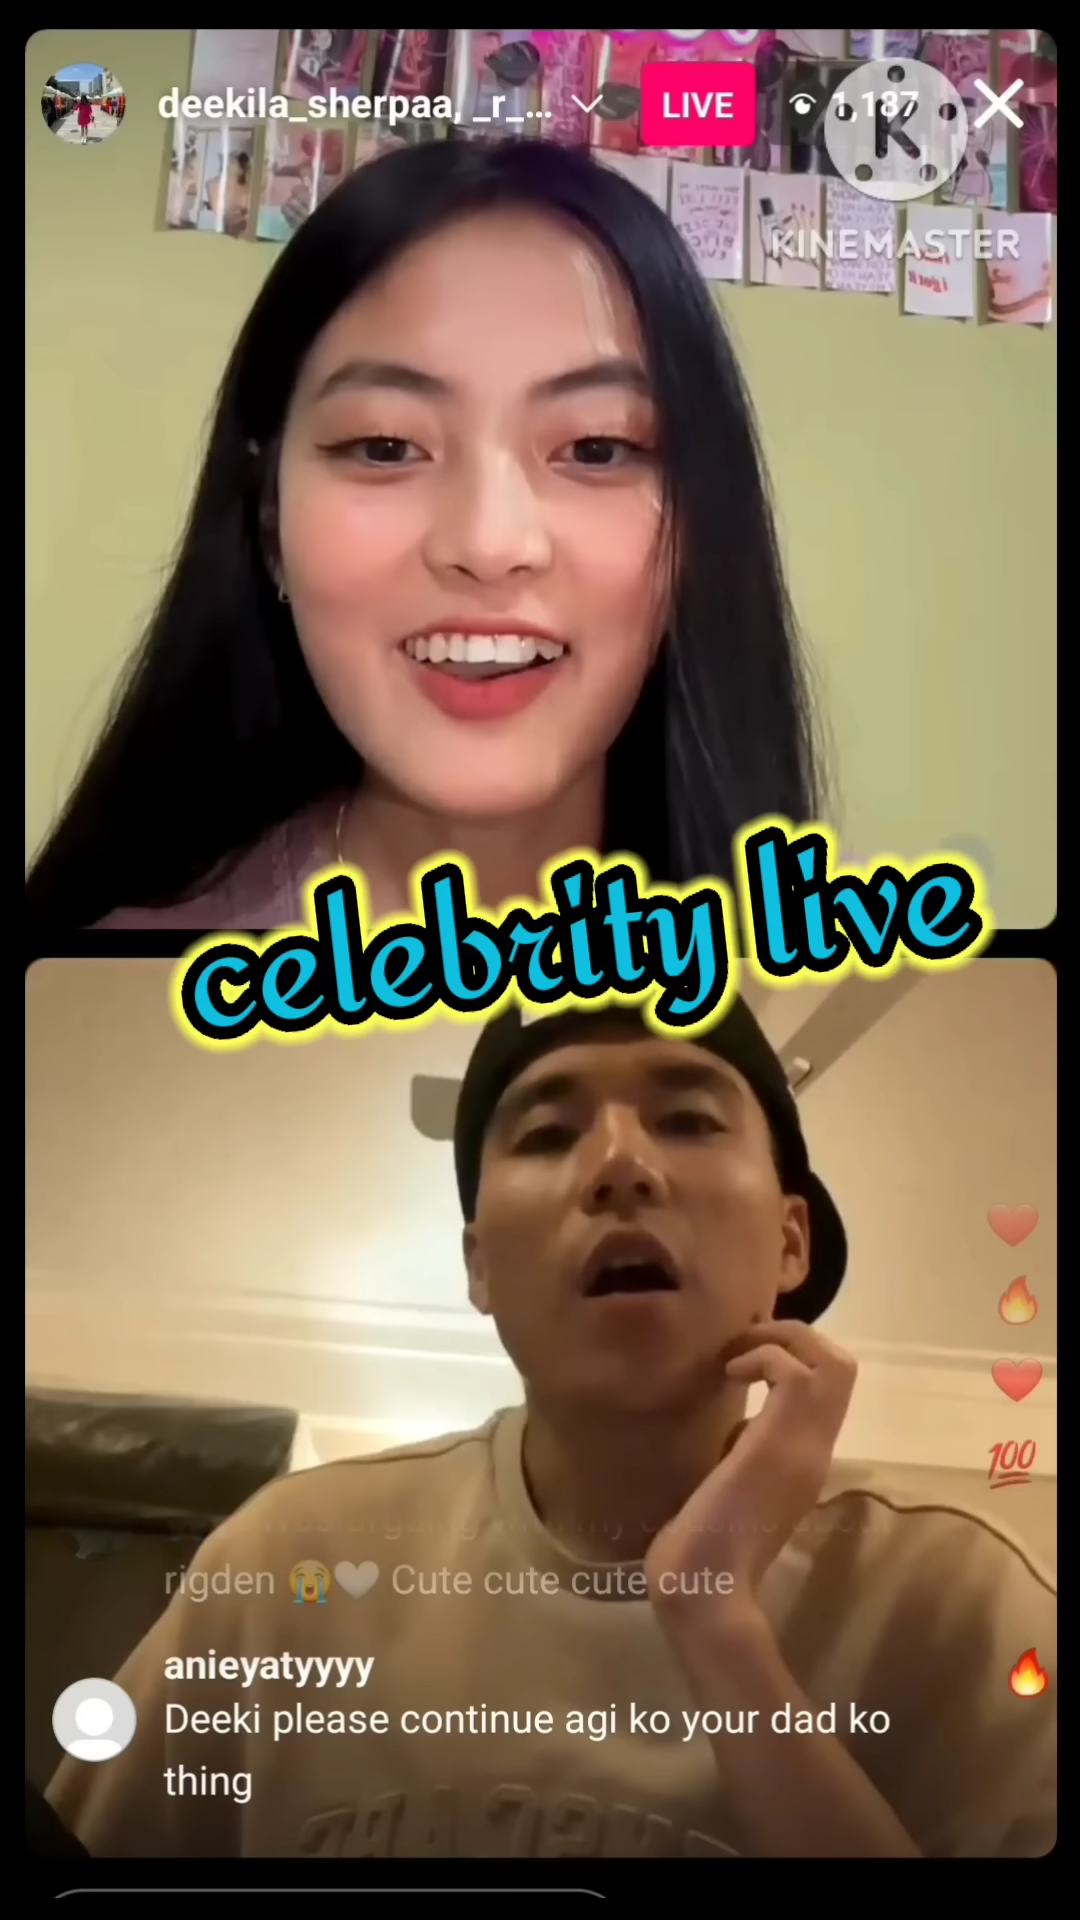 deekila_sherpaa, _r_...
LIVE
1,187
K
KINEMASTER
celebrity live
rigden 😭🤍 Cute cute cute cute
anieyatyyyy
Deeki please continue agi ko your dad ko
thing